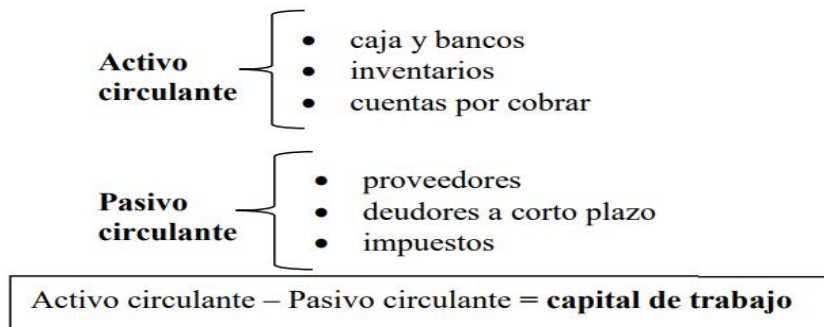 Activo
circulante
• caja y bancos
• inventarios
• cuentas por cobrar
Pasivo
circulante
• proveedores
• deudores a corto plazo
• impuestos
Activo circulante – Pasivo circulante = capital de trabajo